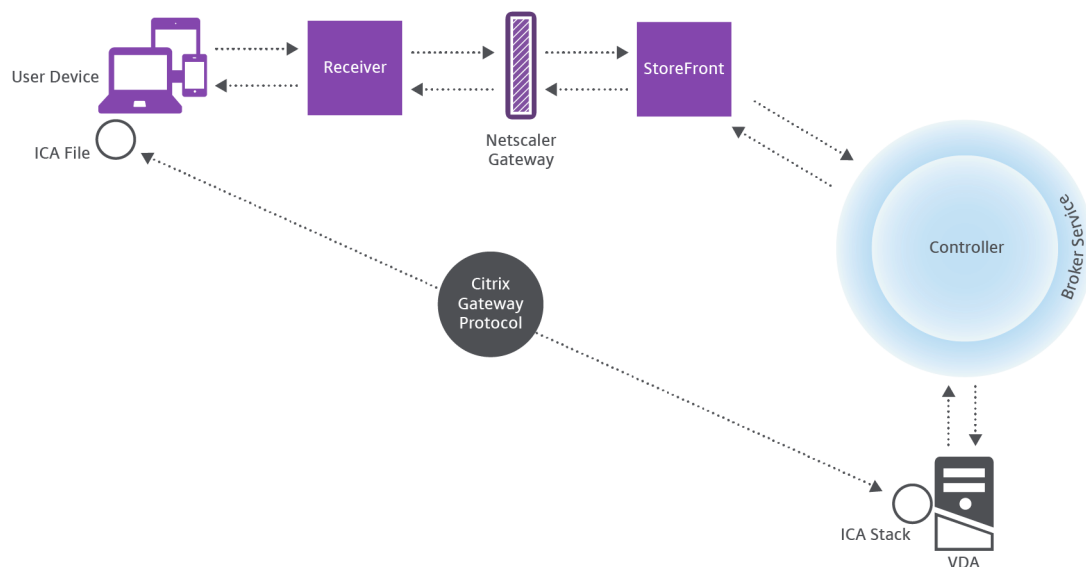 User Device
Receiver
StoreFront
Netscaler
Gateway
ICA File
Controller
Broker Service
Citrix
Gateway
Protocol
ICA Stack
VDA